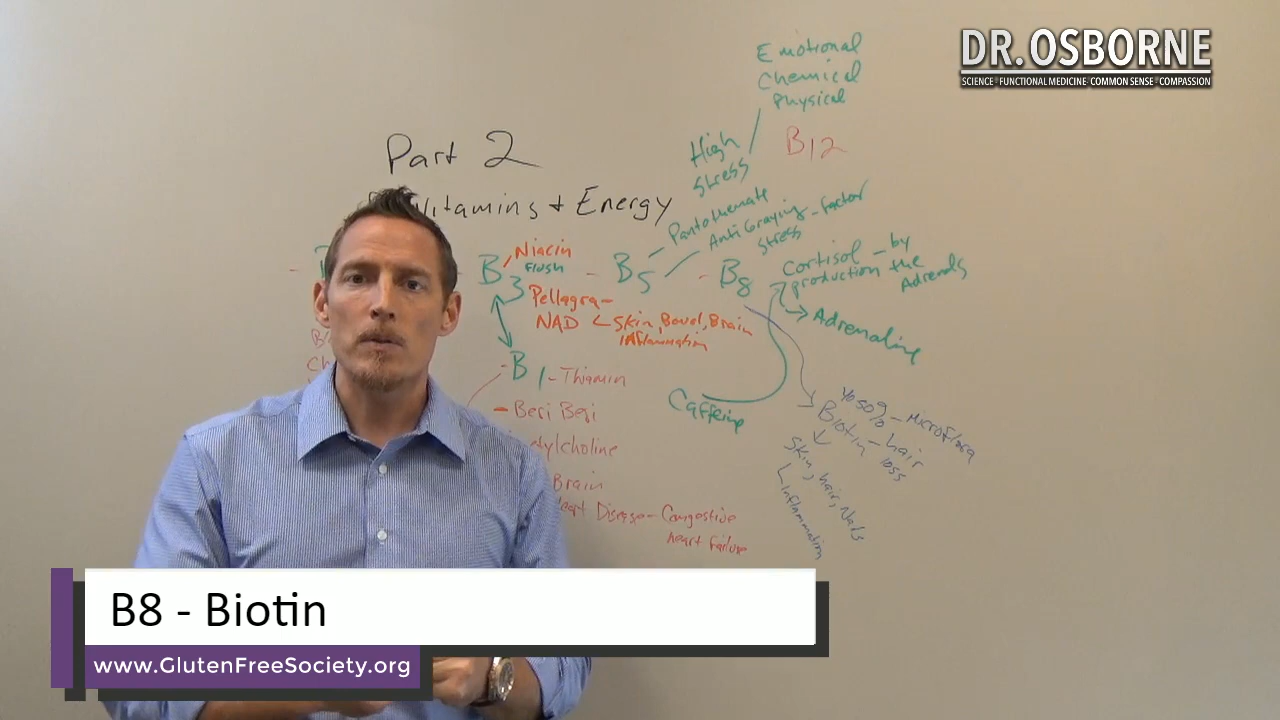 DR. OSBORNE
SCIENCE - FUNCTIONAL MEDICINE - COMMON SENSE - COMPASSION
Emotional
Chemical
Physical
High
Stress
B12
Part 2
Vitamins + Energy
Pantothenate
Anti Graying - Factor
Stress
B3
Niacin
Flush
- B5
- B8
Cortisol - by
production the
Adrenals
Adrenaline
Pellagra -
NAD
Skin, Bowel, Brain
Inflammation
B1 - Thiamin
- Beri Beri
tylcholine
Brain
Heart Disease - Congestive
Heart Failure
Caffeine
40 50% - Microflora
Biotin - hair
loss
Skin, hair, Nails
Inflammation
B8 - Biotin
www.GlutenFreeSociety.org